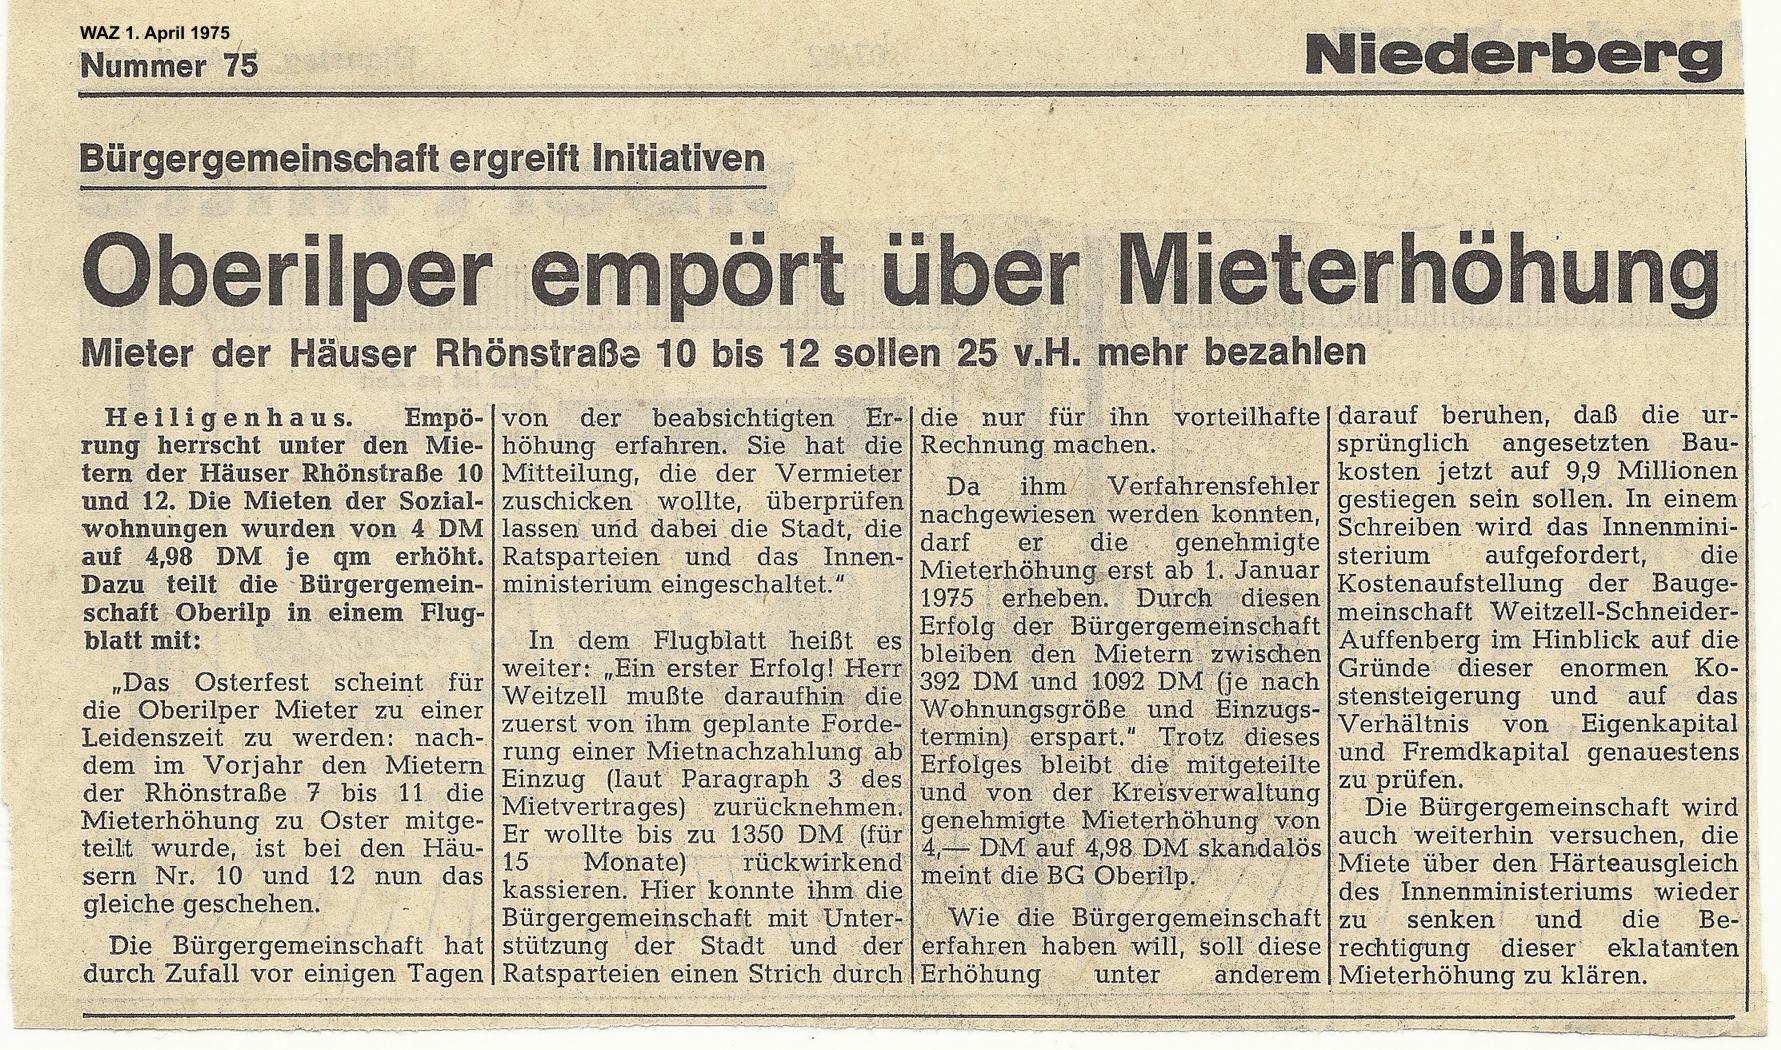 WAZ 1. April 1975
Nummer 75
Niederberg
Bürgergemeinschaft ergreift Initiativen
Oberilper empört über Mieterhöhung
Mieter der Häuser Rhönstraße 10 bis 12 sollen 25 v.H. mehr bezahlen
Heiligenhaus. Empö-
rung herrscht unter den Mie-
tern der Häuser Rhönstraße 10
und 12. Die Mieten der Sozial-
wohnungen wurden von 4 DM
auf 4,98 DM je qm erhöht.
Dazu teilt die Bürgergemein-
schaft Oberilp in einem Flug-
blatt mit:
„Das Osterfest scheint für
die Oberilper Mieter zu einer
Leidenszeit zu werden: nach-
dem im Vorjahr den Mietern
der Rhönstraße 7 bis 11 die
Mieterhöhung zu Oster mitge-
teilt wurde, ist bei den Häu-
sern Nr. 10 und 12 nun das
gleiche geschehen.
Die Bürgergemeinschaft hat
durch Zufall vor einigen Tagen
von der beabsichtigten Er-
höhung erfahren. Sie hat die
Mitteilung, die der Vermieter
zuschicken wollte, überprüfen
lassen und dabei die Stadt, die
Ratsparteien und das Innen-
ministerium eingeschaltet.“
In dem Flugblatt heißt es
weiter: „Ein erster Erfolg! Herr
Weitzell mußte daraufhin die
zuerst von ihm geplante Forde-
rung einer Mietnachzahlung ab
Einzug (laut Paragraph 3 des
Mietvertrages) zurücknehmen.
Er wollte bis zu 1350 DM (für
15 Monate) rückwirkend
kassieren. Hier konnte ihm die
Bürgergemeinschaft mit Unter-
stützung der Stadt und der
Ratsparteien einen Strich durch
die nur für ihn vorteilhafte
Rechnung machen.
Da ihm Verfahrensfehler
nachgewiesen werden konnten,
darf er die genehmigte
Mieterhöhung erst ab 1. Januar
1975 erheben. Durch diesen
Erfolg der Bürgergemeinschaft
bleiben den Mietern zwischen
392 DM und 1092 DM (je nach
Wohnungsgröße und Einzugs-
termin) erspart.“ Trotz dieses
Erfolges bleibt die mitgeteilte
und von der Kreisverwaltung
genehmigte Mieterhöhung von
4,— DM auf 4,98 DM skandalös
meint die BG Oberilp.
Wie die Bürgergemeinschaft
erfahren haben will, soll diese
Erhöhung unter anderem
darauf beruhen, daß die ur-
sprünglich angesetzten Bau-
kosten jetzt auf 9,9 Millionen
gestiegen sein sollen. In einem
Schreiben wird das Innenmini-
sterium aufgefordert, die
Kostenaufstellung der Bauge-
meinschaft Weitzell-Schneider-
Auffenberg im Hinblick auf die
Gründe dieser enormen Ko-
stensteigerung und auf das
Verhältnis von Eigenkapital
und Fremdkapital genauestens
zu prüfen.
Die Bürgergemeinschaft wird
auch weiterhin versuchen, die
Miete über den Härteausgleich
des Innenministeriums wieder
zu senken und die Be-
rechtigung dieser eklatanten
Mieterhöhung zu klären.